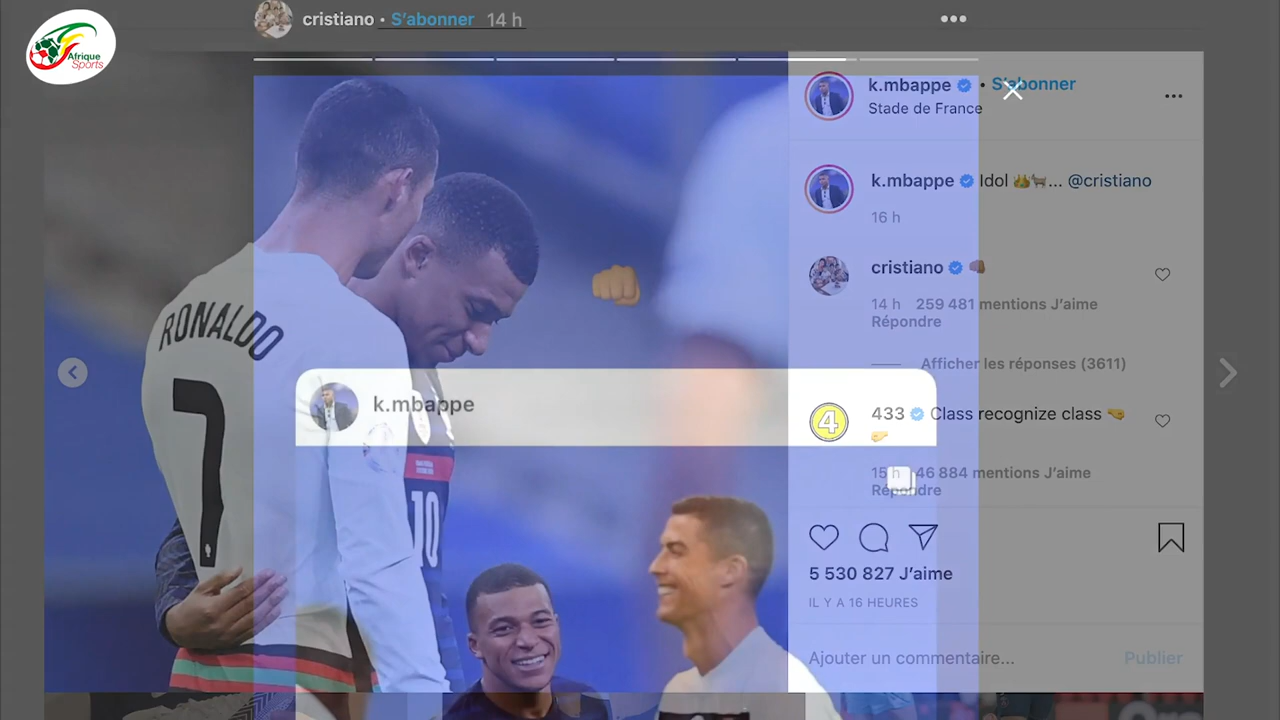 cristiano • S'abonner 14 h
Afrique
Sports
k.mbappe • S'abonner
Stade de France
k.mbappe Idol 👑🐐... @cristiano
16 h
cristiano 👊🏽
14 h 259 481 mentions J'aime
Répondre
Afficher les réponses (3611)
RONALDO
7
10
k.mbappe
4
433 Class recognize class 🤜
🤛
15 h 46 884 mentions J'aime
Répondre
5 530 827 J'aime
IL Y A 16 HEURES
Ajouter un commentaire...
Publier